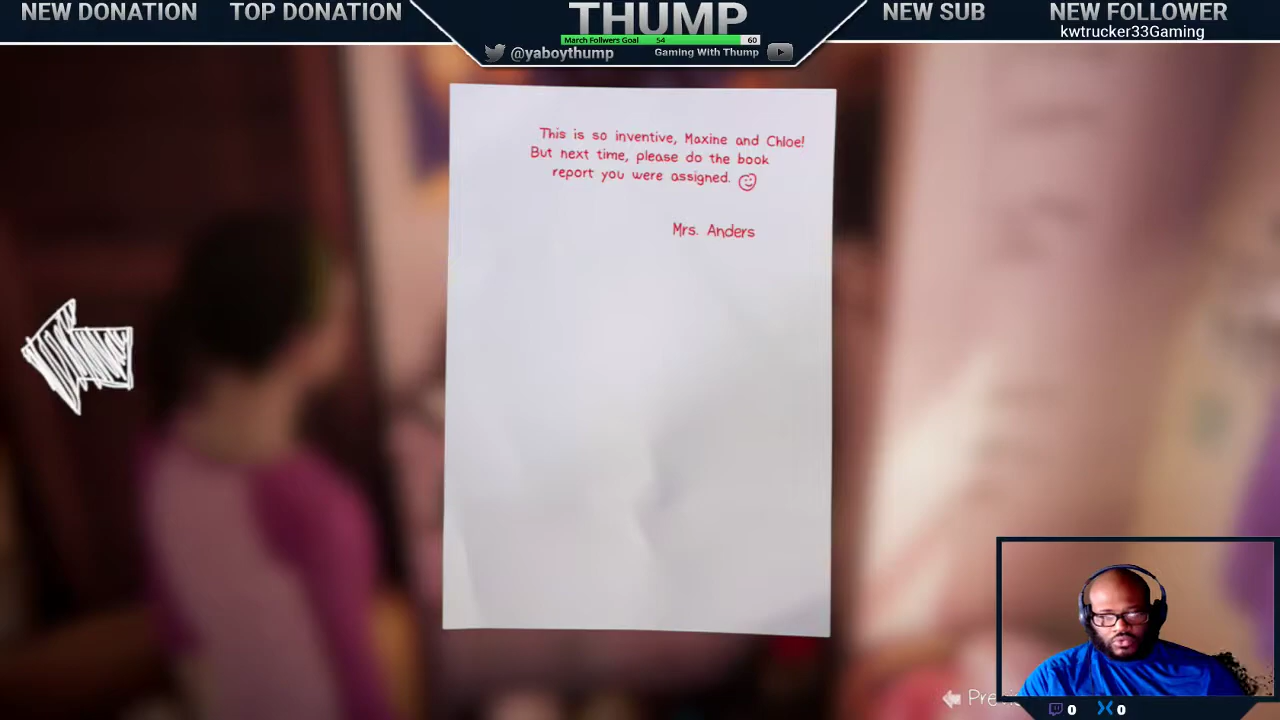 NEW DONATION
TOP DONATION
THUMP
NEW SUB
NEW FOLLOWER
kwtrucker33Gaming
March Follwers Goal 54 60
@yaboythump
Gaming With Thump
This is so inventive, Maxine and Chloe!
But next time, please do the book
report you were assigned.
Mrs. Anders
0
0